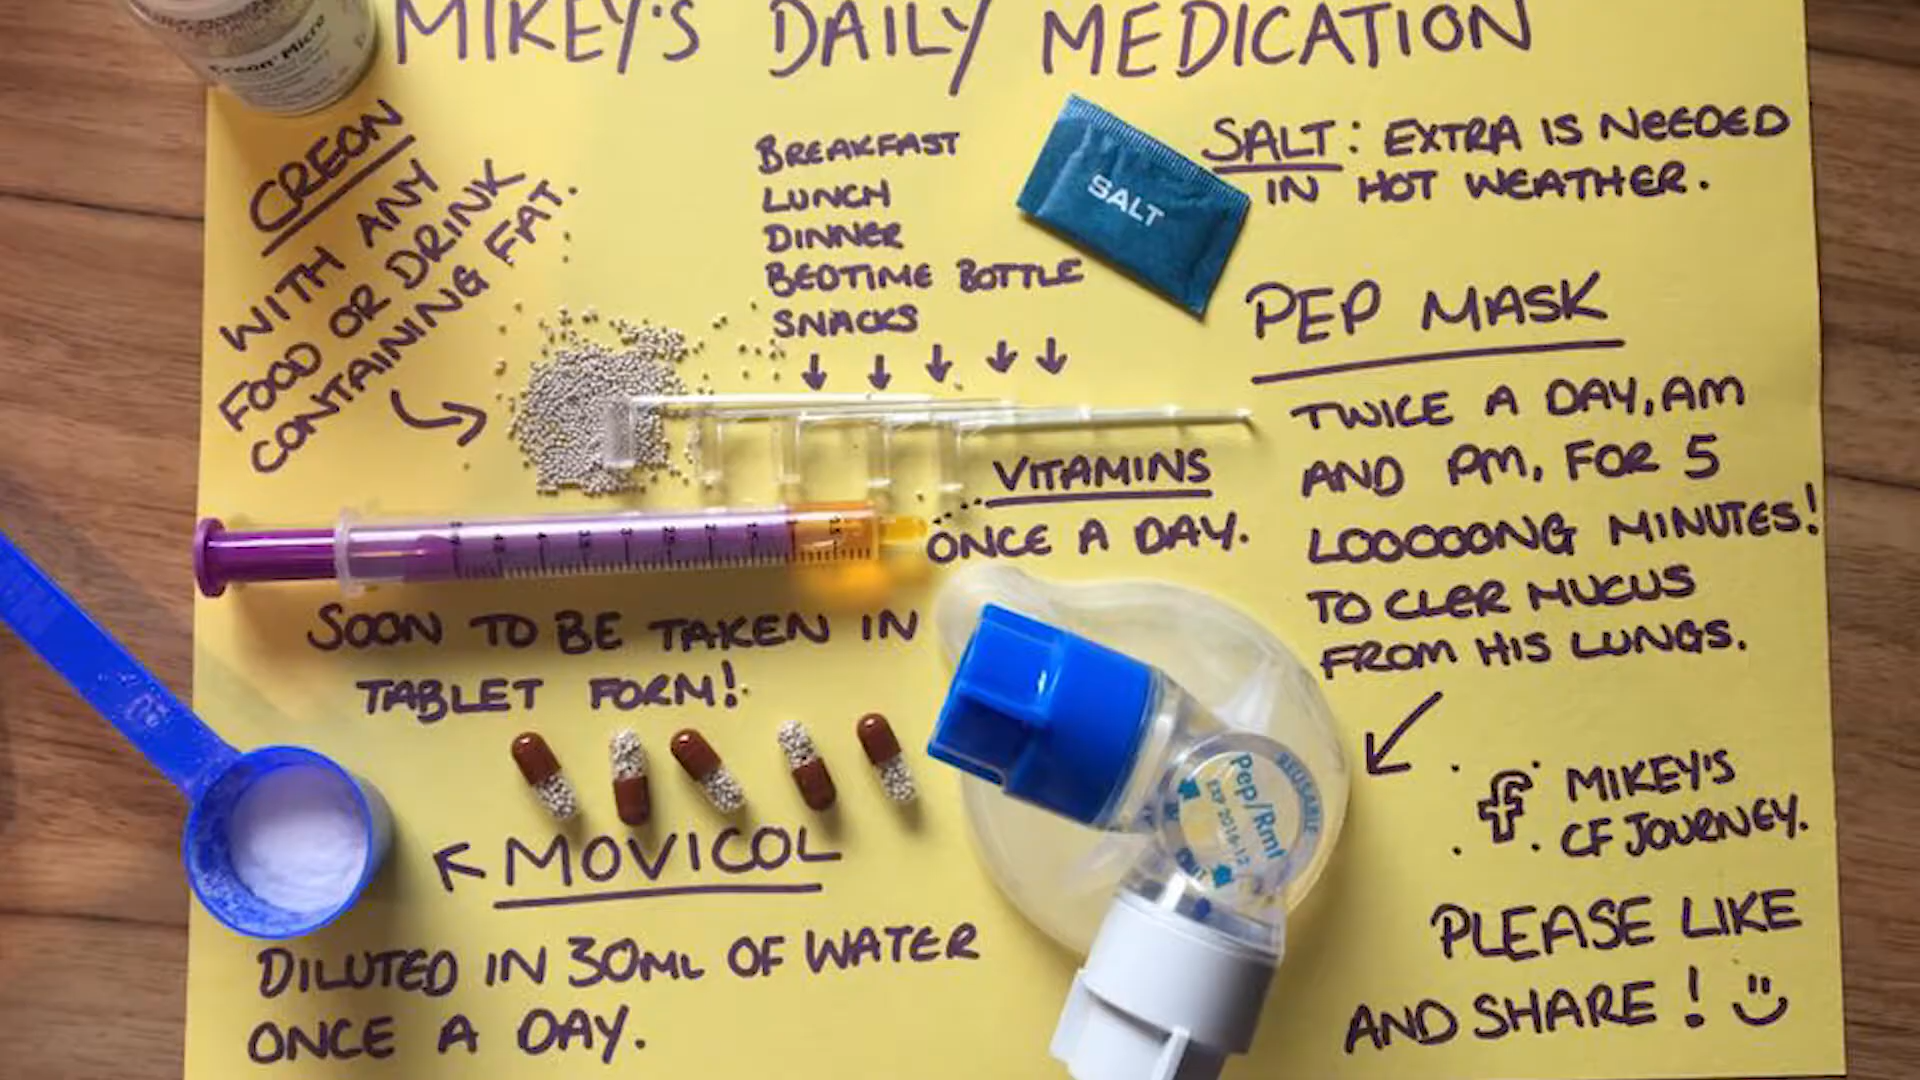 MIKEY'S DAILY MEDICATION
Creon® Micro
CREON
WITH ANY
FOOD OR DRINK
CONTAINING FAT.
BREAKFAST
LUNCH
DINNER
BEDTIME BOTTLE
SNACKS
SALT
SALT: EXTRA IS NEEDED
IN HOT WEATHER.
PEP MASK
TWICE A DAY, AM
AND PM, FOR 5
LOOOOONG MINUTES!
TO CLER MUCUS
FROM HIS LUNGS.
VITAMINS
ONCE A DAY.
SOON TO BE TAKEN IN
TABLET FORM!
MOVICOL
DILUTED IN 30ML OF WATER
ONCE A DAY.
Pep/Rmt
REUSABLE
f MIKEY'S
CF JOURNEY.
PLEASE LIKE
AND SHARE!